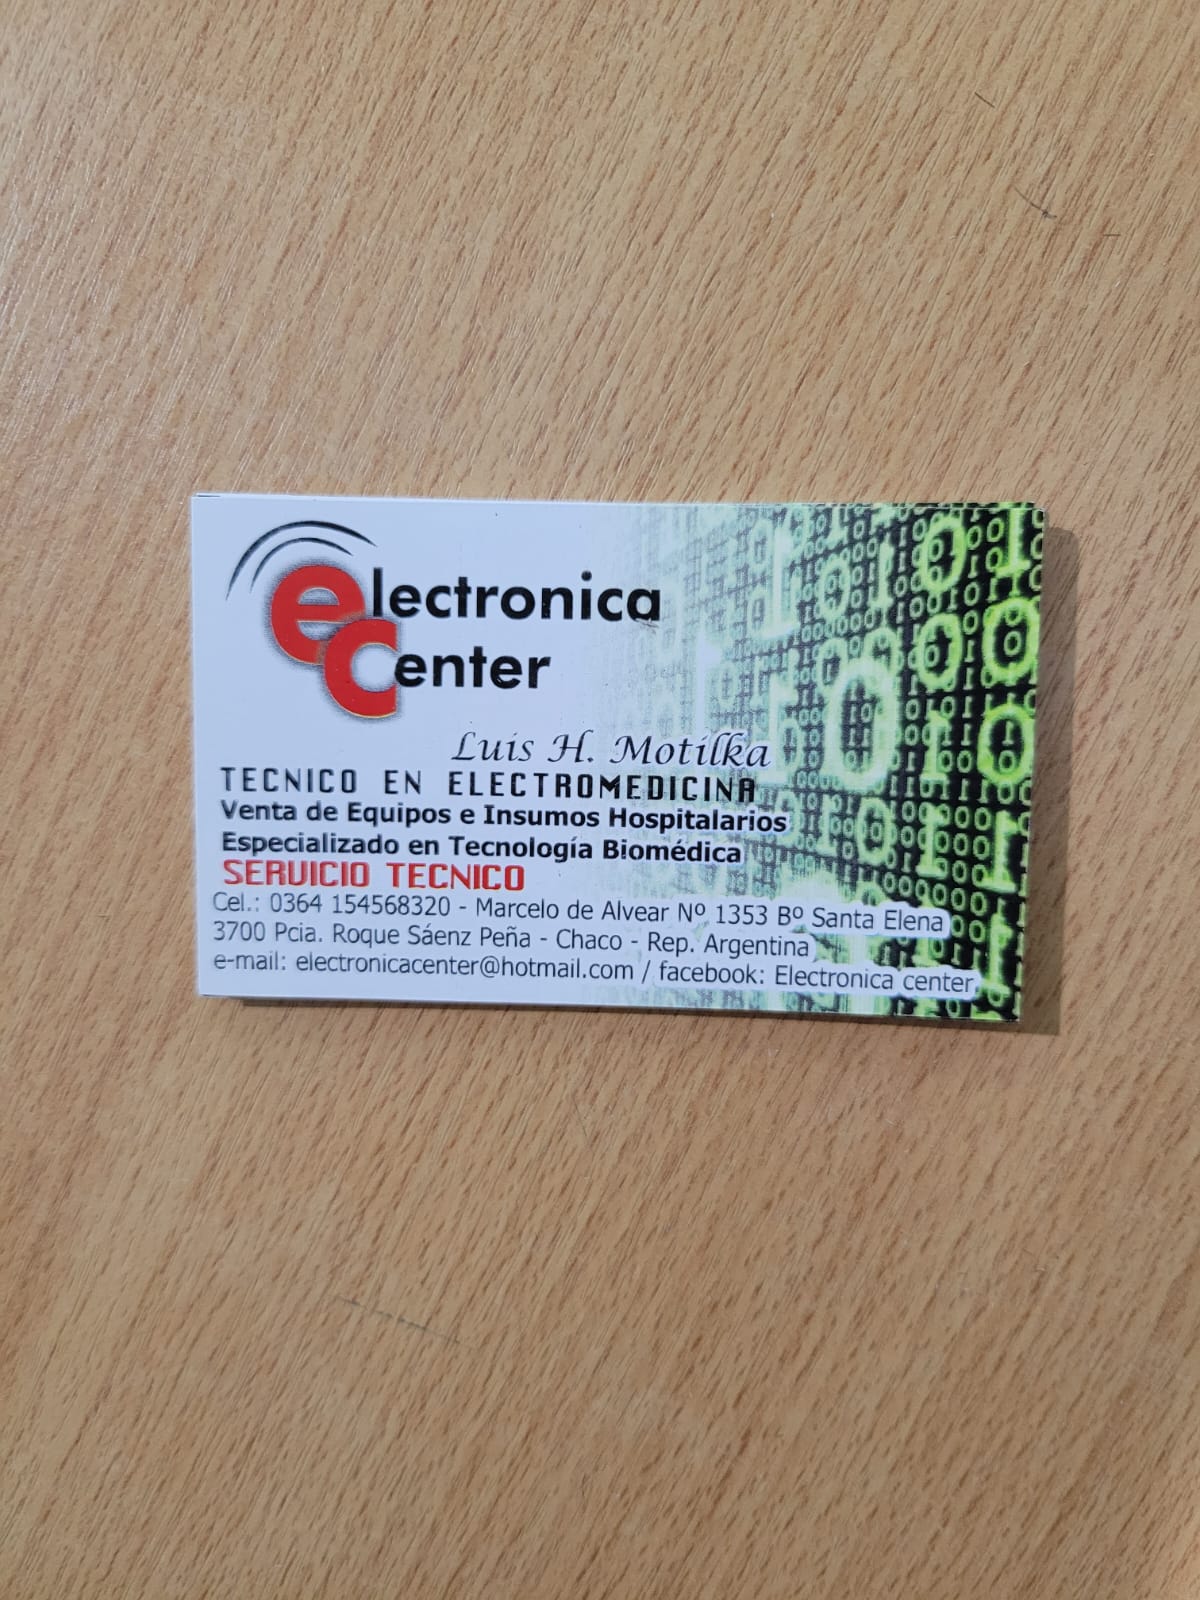 electronica
center
Luis H. Motilka
TECNICO EN ELECTROMEDICINA
Venta de Equipos e Insumos Hospitalarios
Especializado en Tecnología Biomédica
SERVICIO TECNICO
Cel.: 0364 154568320 - Marcelo de Alvear Nº 1353 Bº Santa Elena
3700 Pcia. Roque Sáenz Peña - Chaco - Rep. Argentina
e-mail: electronicacenter@hotmail.com / facebook: Electronica center